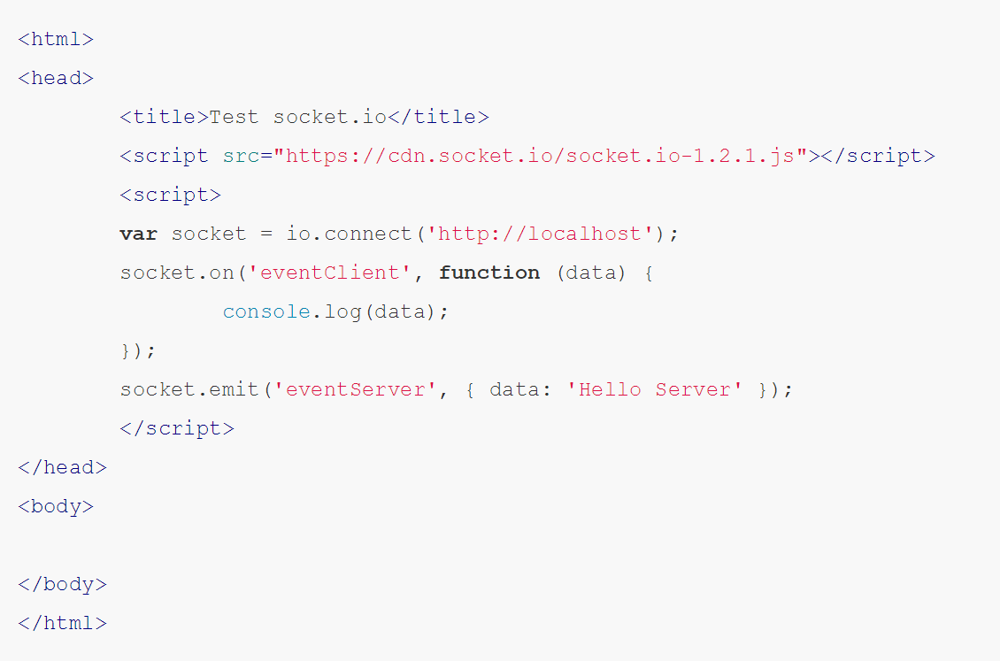 <html>
<head>
<title>Test socket.io</title>
<script src="https://cdn.socket.io/socket.io-1.2.1.js"></script>
<script>
var socket = io.connect('http://localhost');
socket.on('eventClient', function (data) {
console.log(data);
});
socket.emit('eventServer', { data: 'Hello Server' });
</script>
</head>
<body>
</body>
</html>